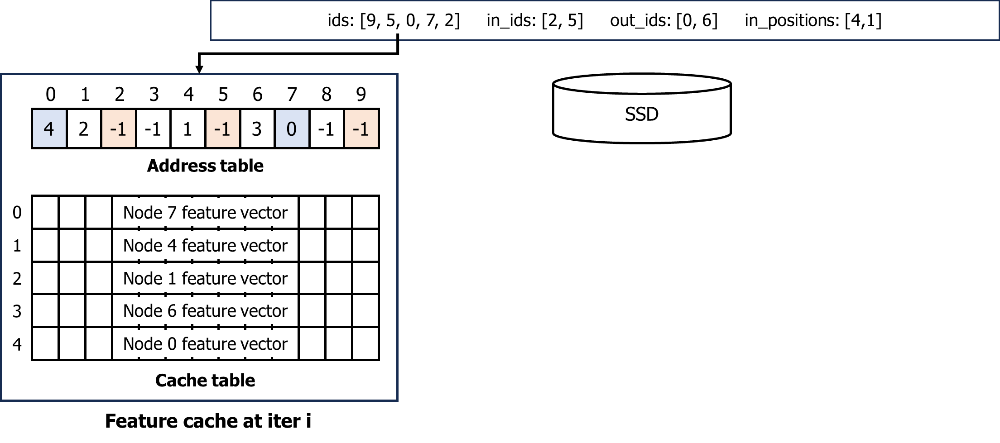 ids: [9, 5, 0, 7, 2] in_ids: [2, 5] out_ids: [0, 6] in_positions: [4,1]
0 1 2 3 4 5 6 7 8 9
4 2 -1 -1 1 -1 3 0 -1 -1
Address table
SSD
0 Node 7 feature vector
1 Node 4 feature vector
2 Node 1 feature vector
3 Node 6 feature vector
4 Node 0 feature vector
Cache table
Feature cache at iter i